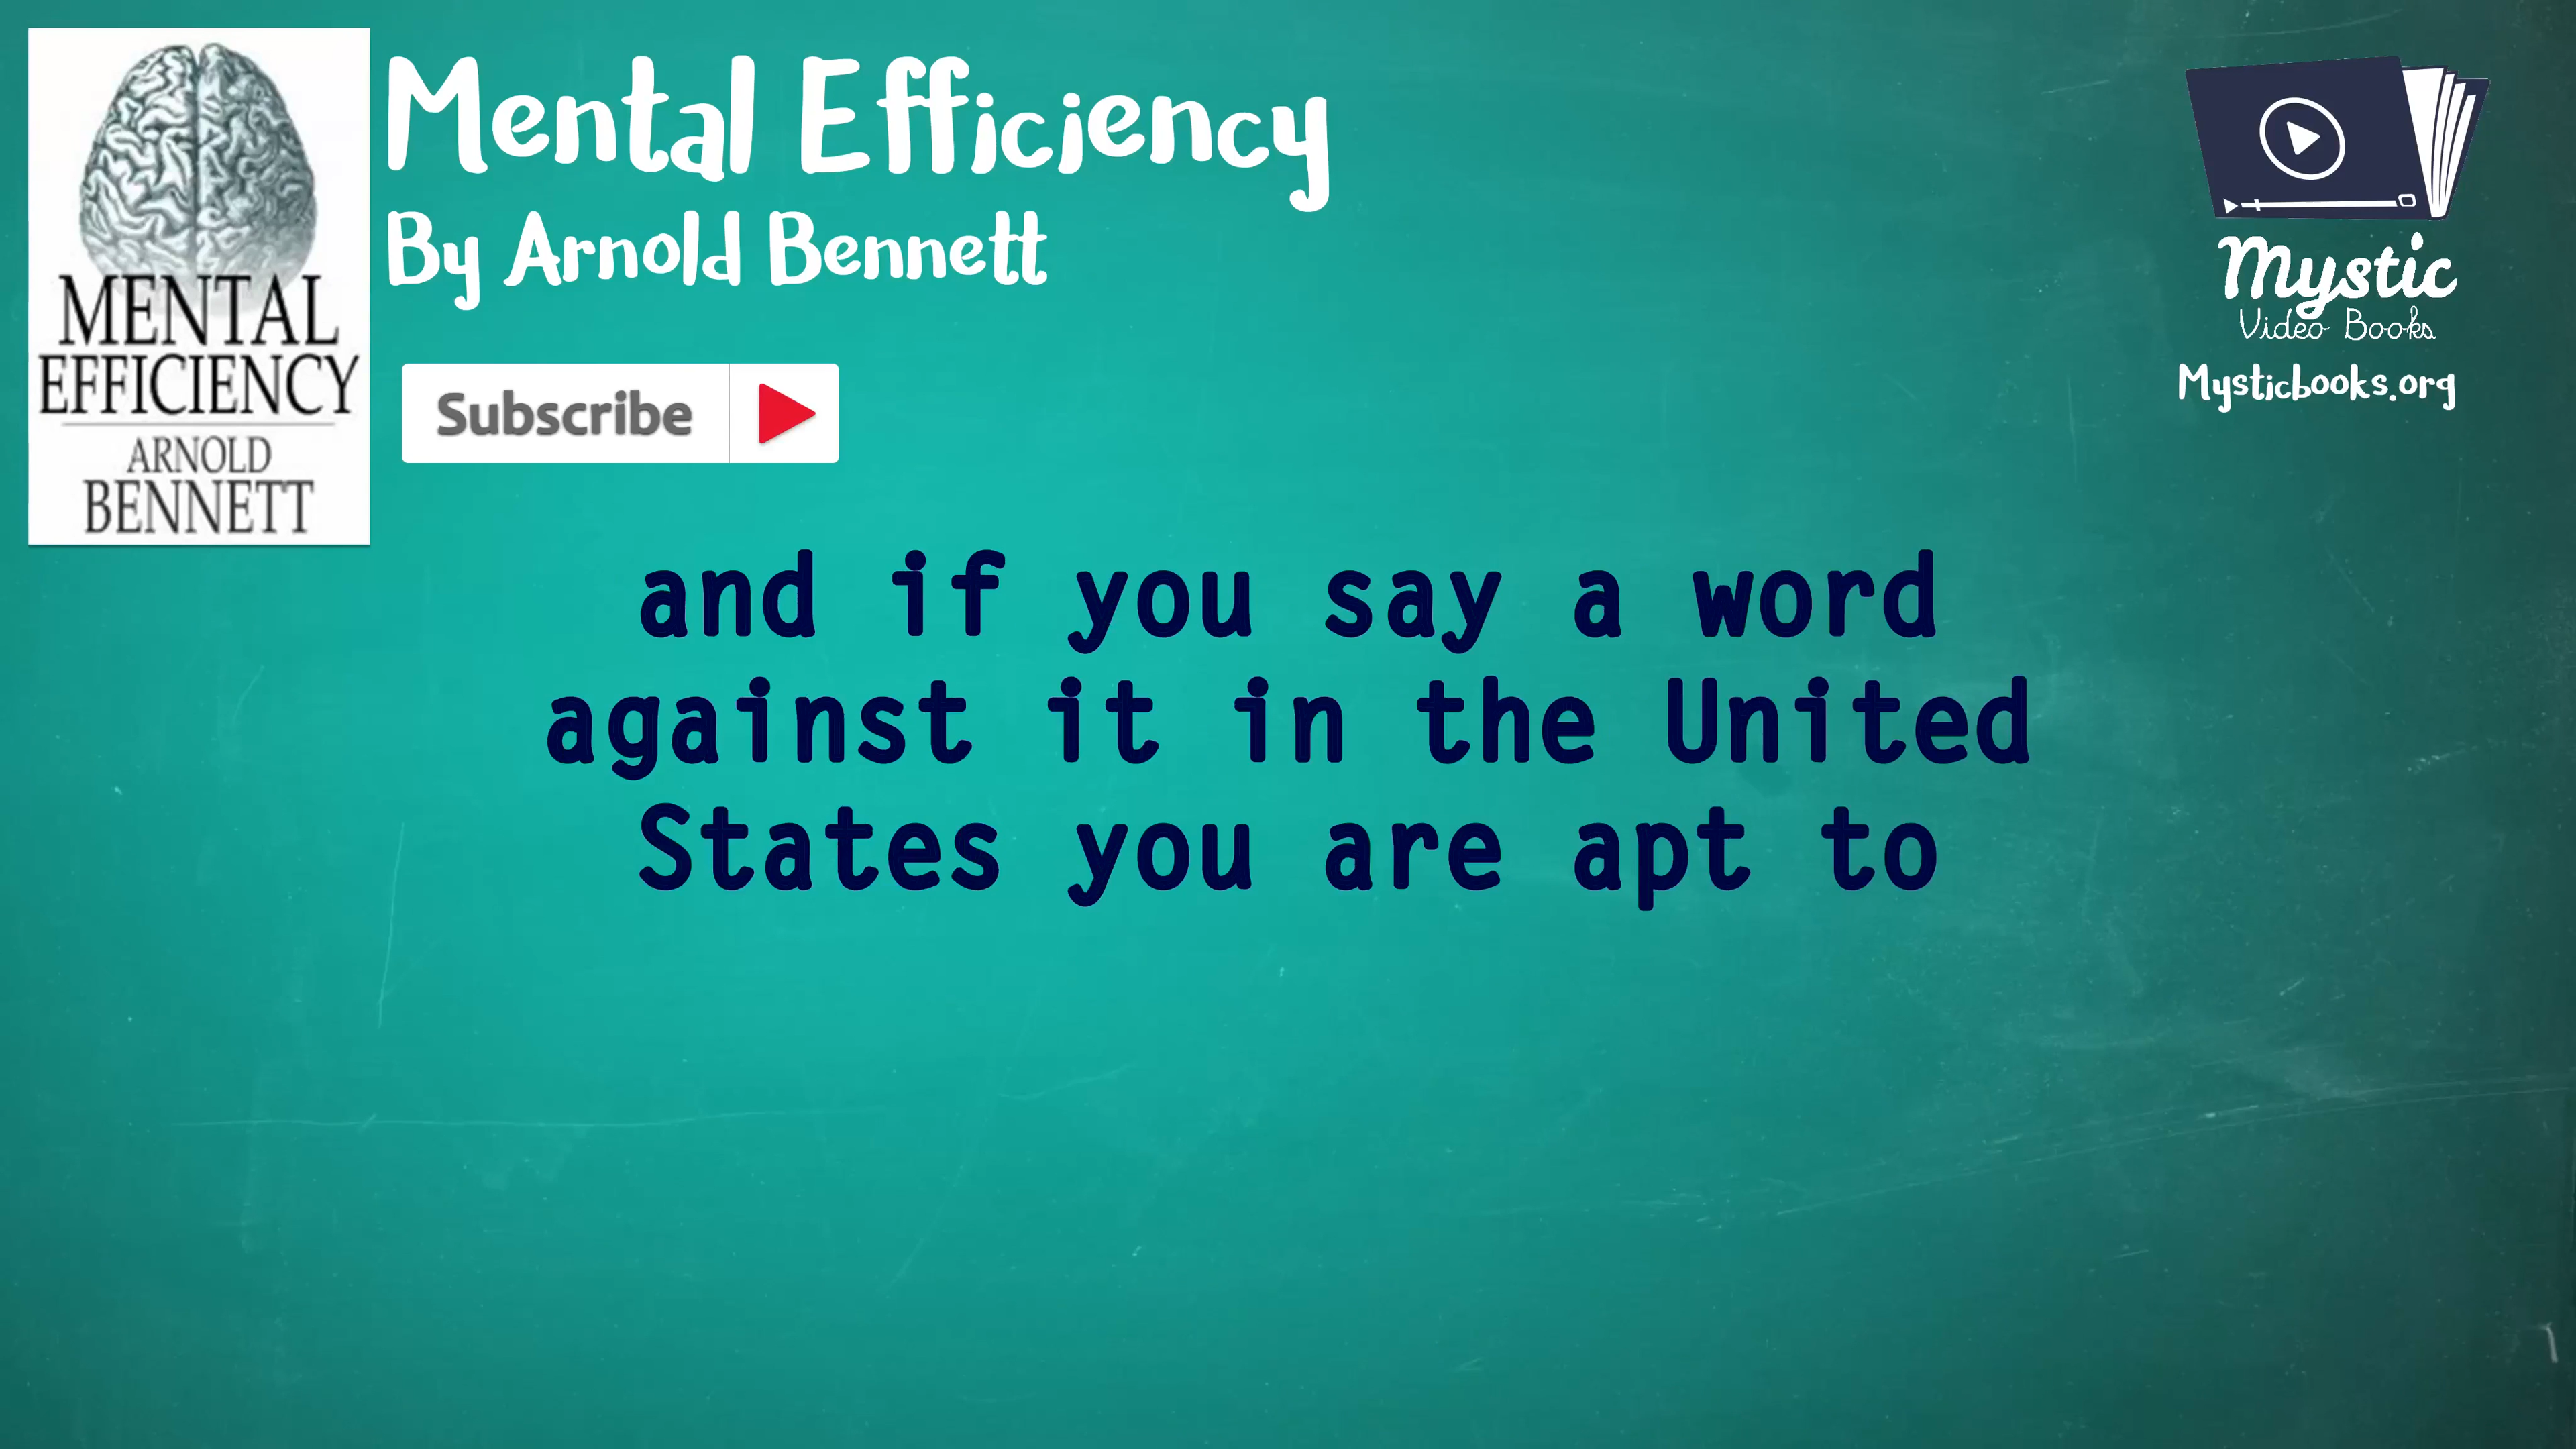 MENTAL
EFFICIENCY
ARNOLD
BENNETT
Mental Efficiency
By Arnold Bennett
Subscribe
Mystic
Video Books
Mysticbooks.org
and if you say a word
against it in the United
States you are apt to